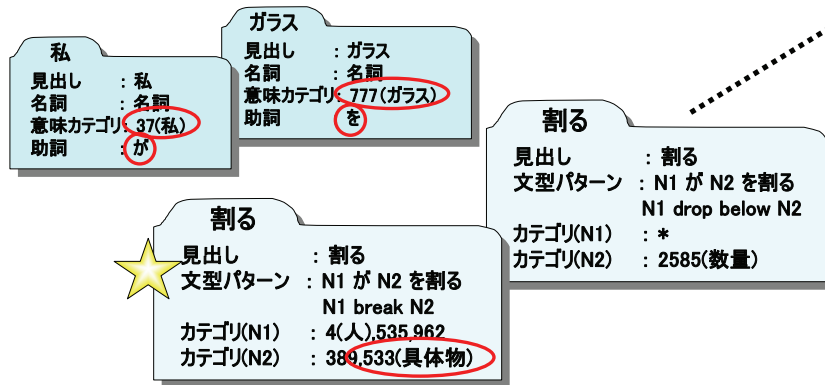 私
見出し : 私
名詞 : 名詞
意味カテゴリ: 37(私)
助詞 : が
ガラス
見出し : ガラス
名詞 : 名詞
意味カテゴリ: 777(ガラス)
助詞 を
割る
見出し : 割る
文型パターン : N1 が N2 を割る
N1 drop below N2
カテゴリ(N1) : *
カテゴリ(N2) : 2585(数量)
割る
見出し : 割る
文型パターン : N1 が N2 を割る
N1 break N2
カテゴリ(N1) : 4(人),535,962
カテゴリ(N2) : 389,533(具体物)